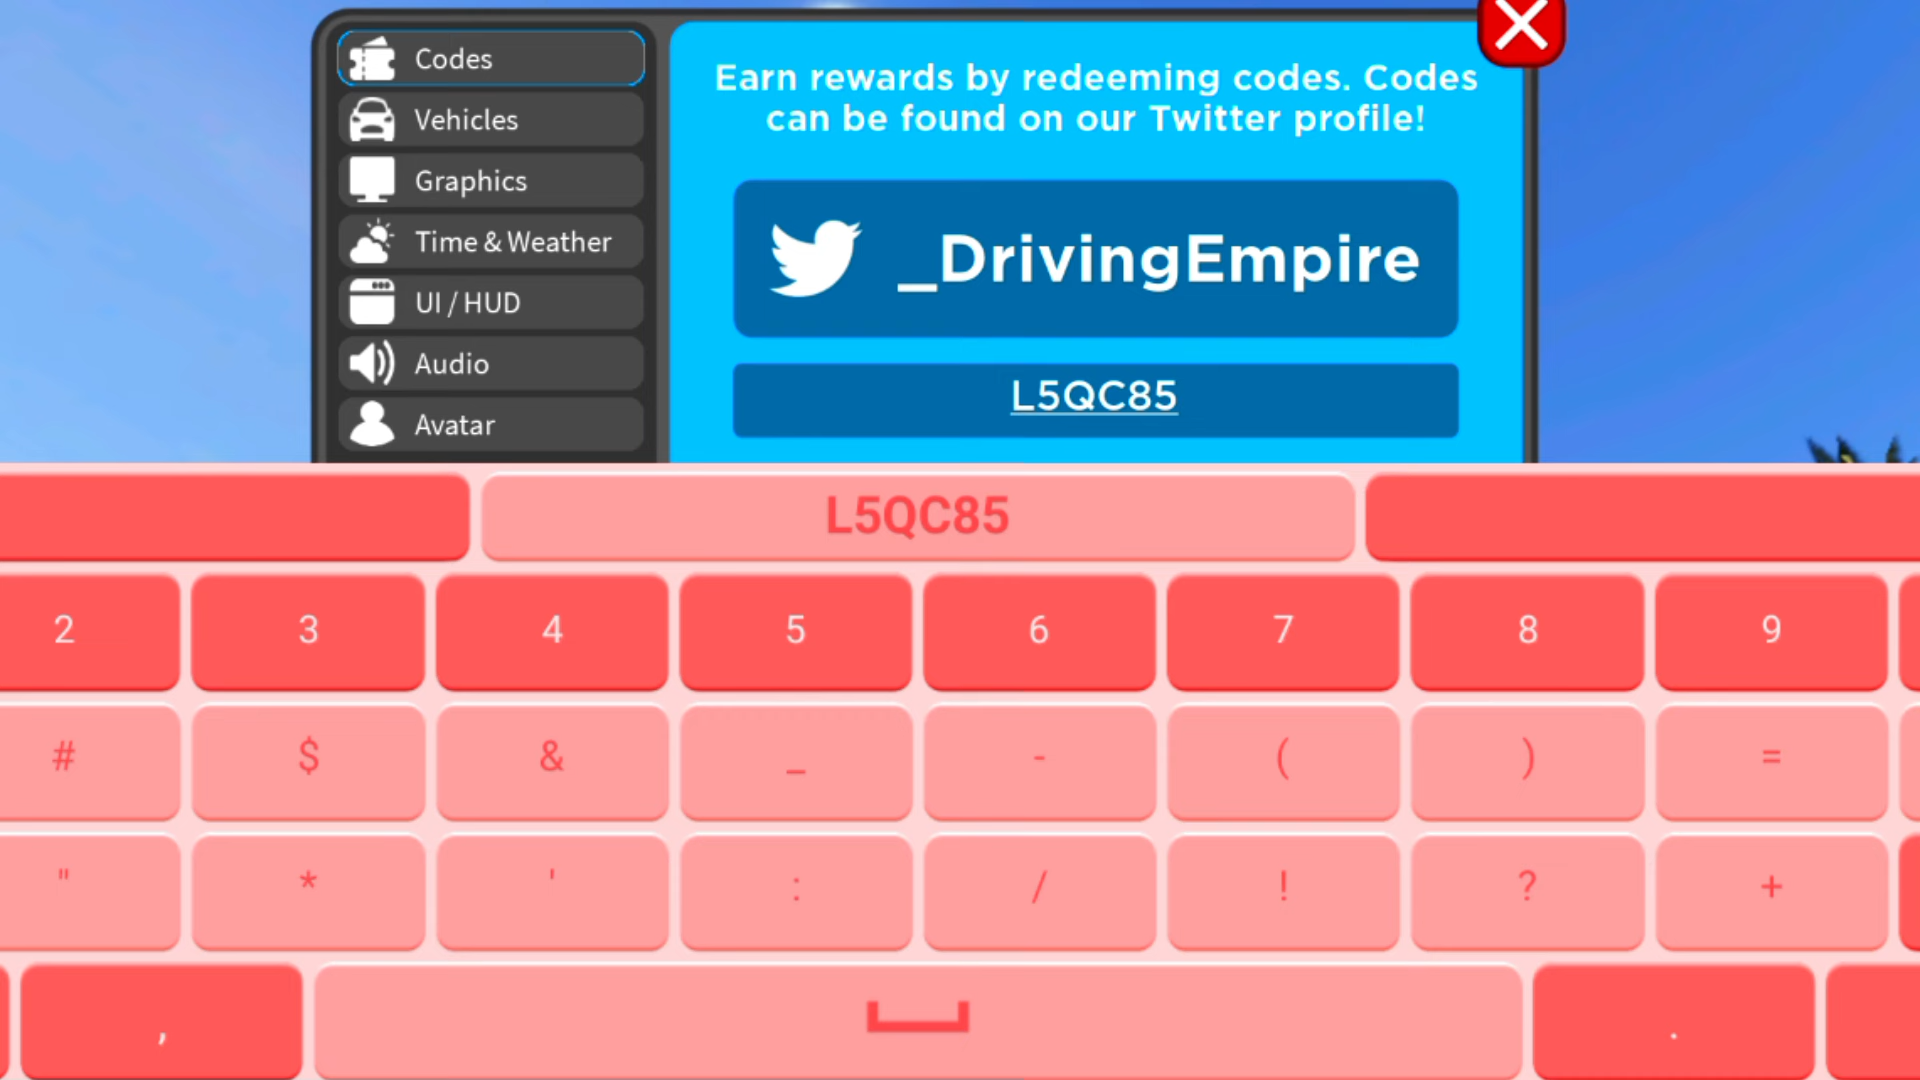 Codes
Vehicles
Graphics
Time & Weather
UI / HUD
Audio
Avatar
Earn rewards by redeeming codes. Codes
can be found on our Twitter profile!
_DrivingEmpire
L5QC85
L5QC85
2 3 4 5 6 7 8 9
# $ & _ - ( ) =
" * ' : / ! ? +
, .